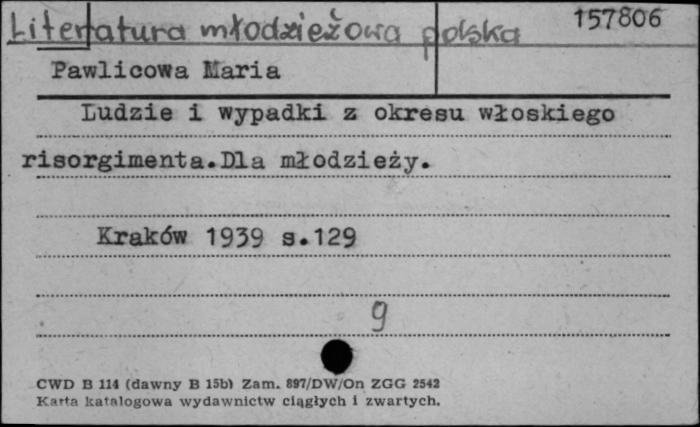 Literatura młodzieżowa polska 157806
Pawlicowa Maria
Ludzie i wypadki z okresu włoskiego
risorgimenta.Dla młodzieży.
Kraków 1939 s.129
9
CWD B 114 (dawny B 15b) Zam. 897/DW/On ZGG 2542
Karta katalogowa wydawnictw ciągłych i zwartych.